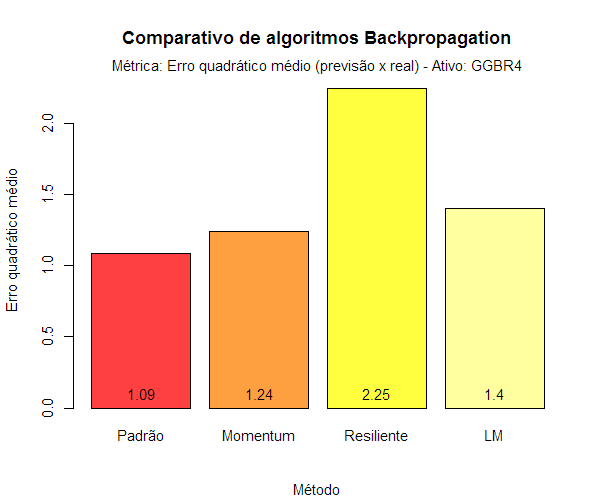 Comparativo de algoritmos Backpropagation
Métrica: Erro quadrático médio (previsão x real) - Ativo: GGBR4
Erro quadrático médio
2.0
1.5
1.0
0.5
0.0
1.09
1.24
2.25
1.4
Padrão
Momentum
Resiliente
LM
Método